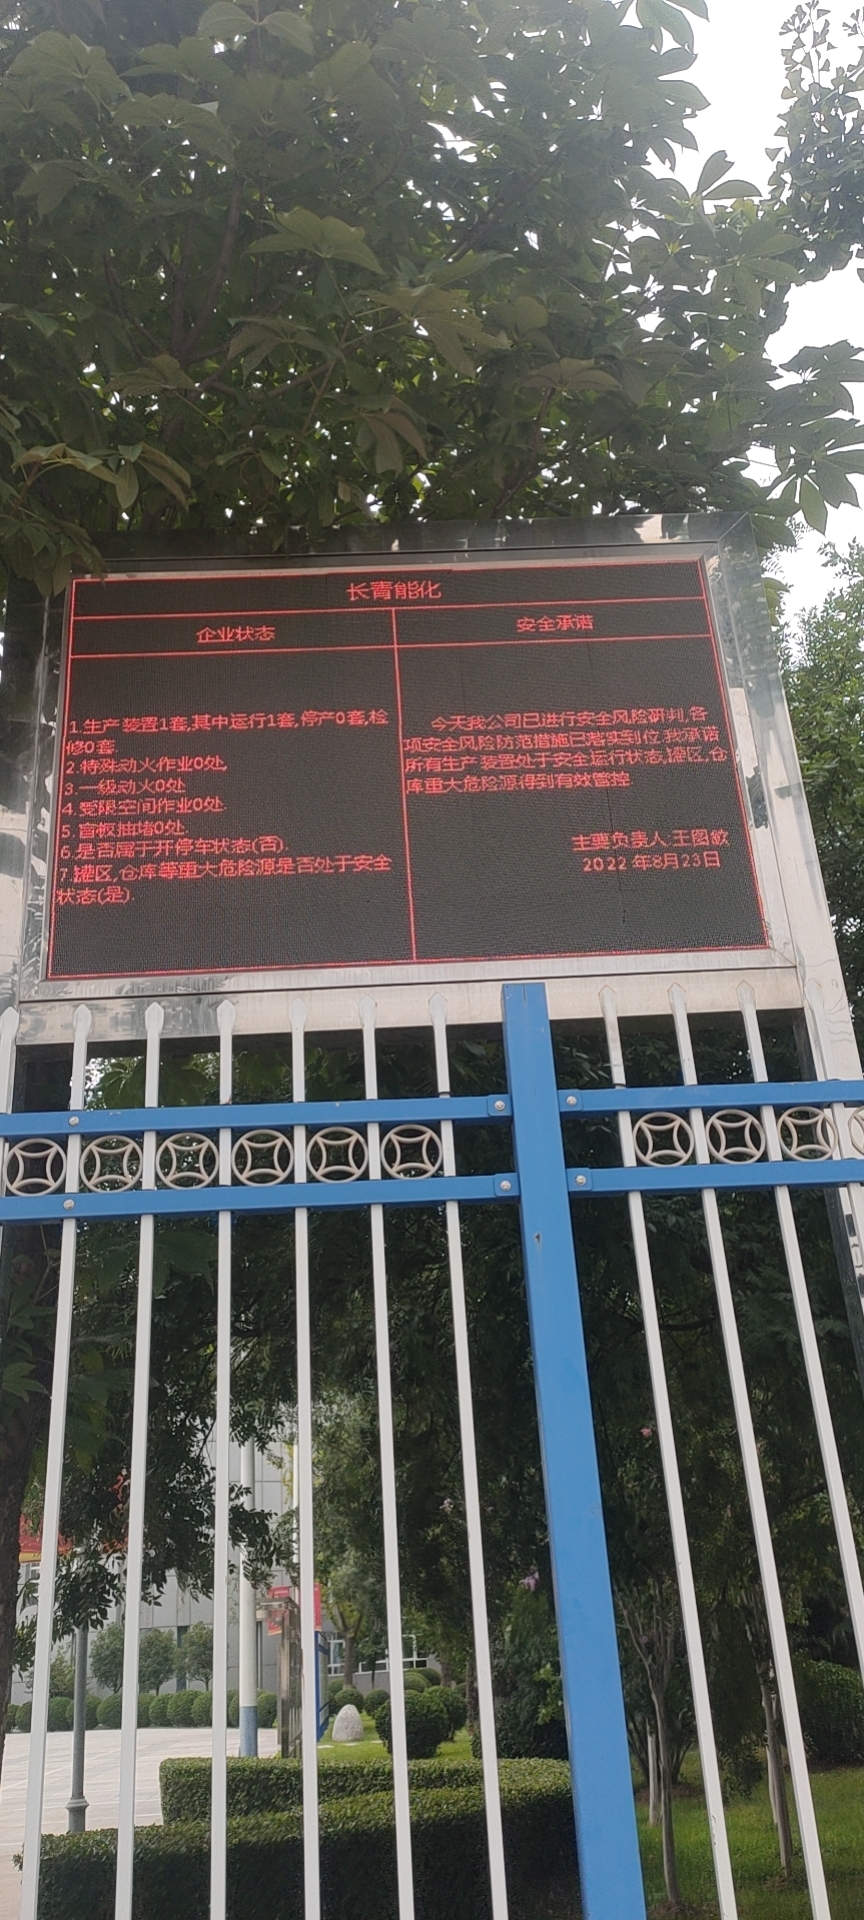 长青能化
企业状态
安全承诺
1.生产装置1套,其中运行1套,停产0套,检
修0套.
2.特殊动火作业0处,
3.一级动火0处
4.受限空间作业0处.
5.盲板抽堵0处.
6.是否属于开停车状态(否).
7.罐区,仓库等重大危险源是否处于安全
状态(是).
今天我公司已进行安全风险研判,各
项安全风险防范措施已落实到位,我承诺
所有生产装置处于安全运行状态,罐区,仓
库重大危险源得到有效管控.
主要负责人:王图敏
2022年8月23日